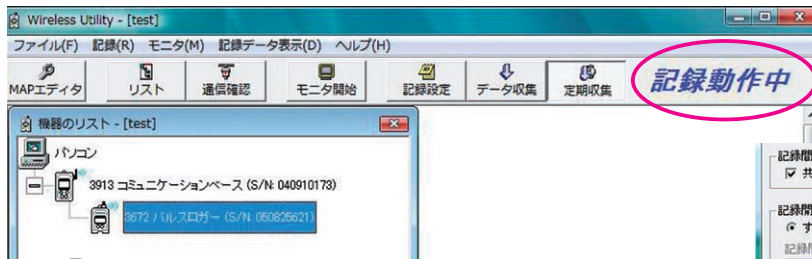 Wireless Utility - [test]
ファイル(F) 記録(R) モニタ(M) 記録データ表示(D) ヘルプ(H)
MAPエディタ リスト 通信確認 モニタ開始 記録設定 データ収集 定期収集 記録動作中
機器のリスト - [test]
パソコン
3913 コミュニケーションベース (S/N: 040910173)
3672 パルスロガー (S/N: 050825621)
記録間
共
記録開
す
記録開